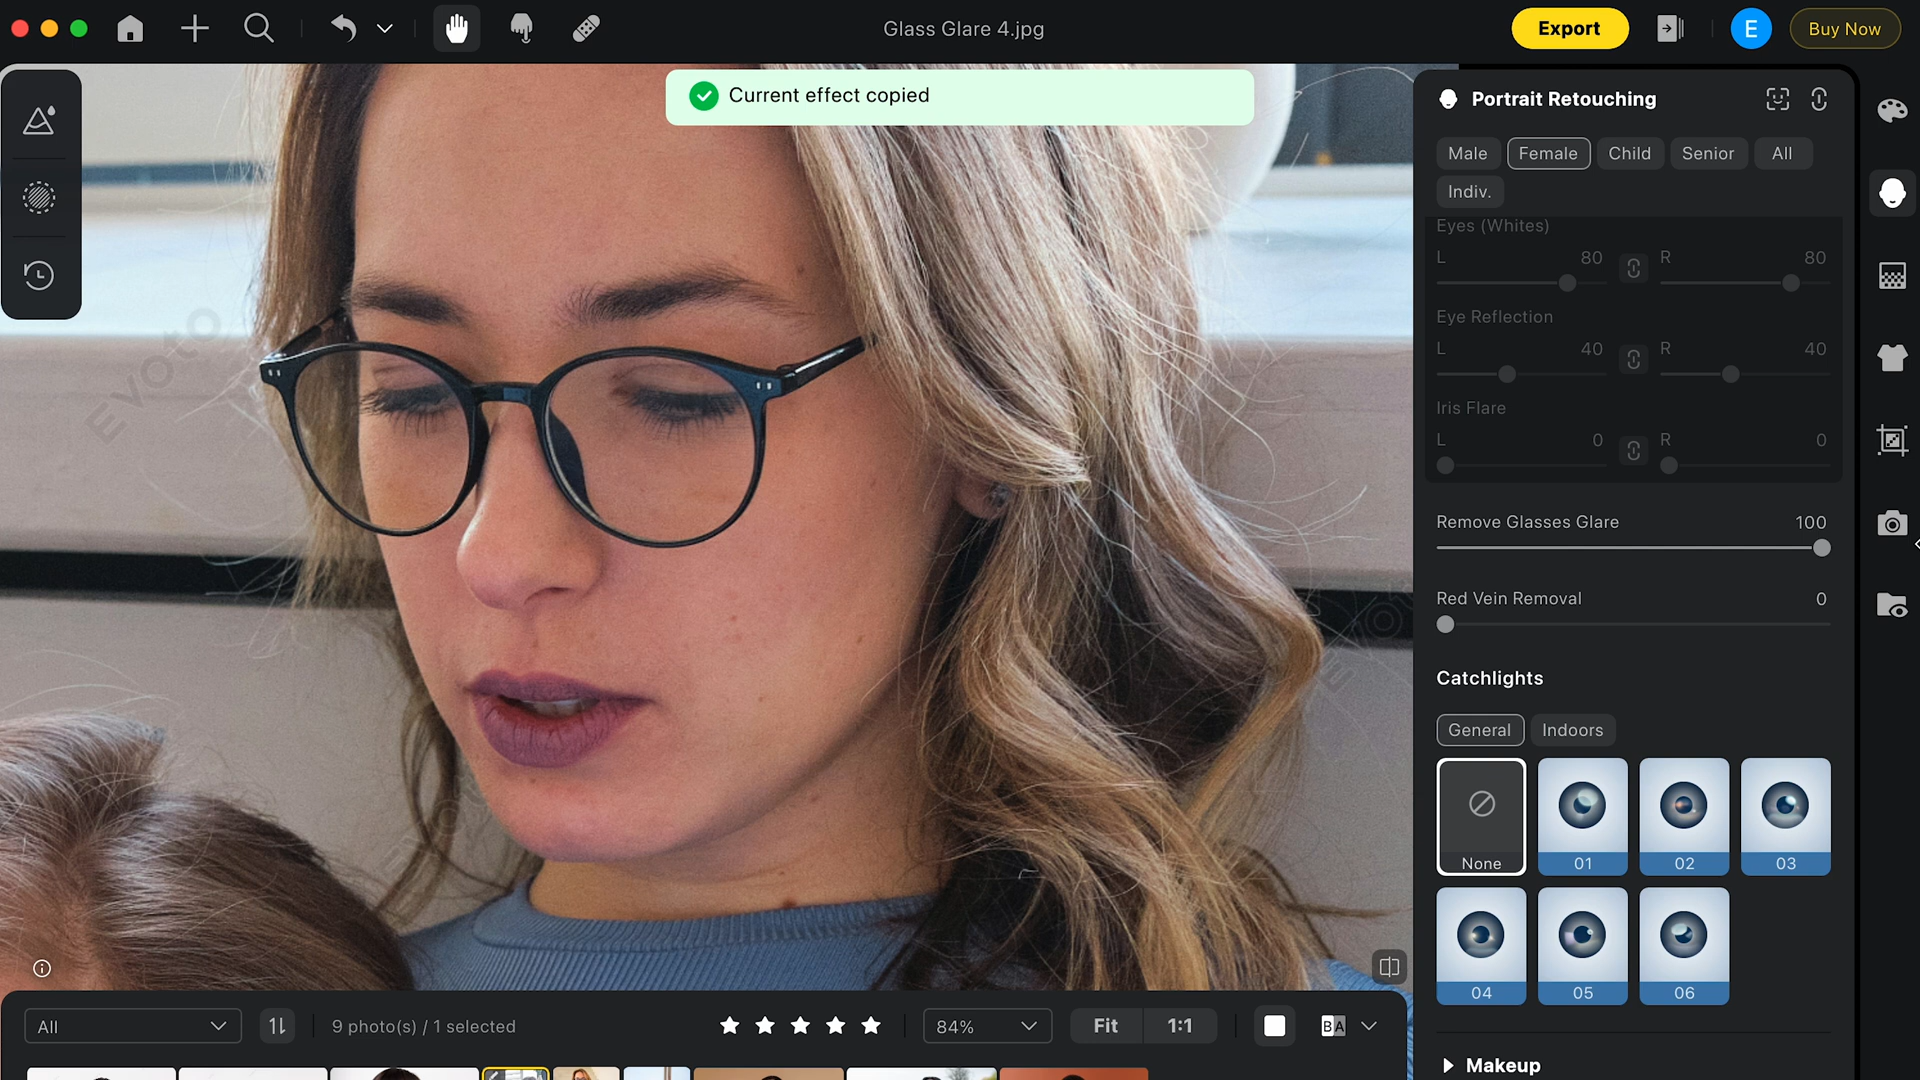 Glass Glare 4.jpg
Export
E
Buy Now
Current effect copied
Portrait Retouching
Male
Female
Child
Senior
All
Indiv.
Eyes (Whites)
L
80
R
80
Eye Reflection
L
40
R
40
Iris Flare
L
0
R
0
Remove Glasses Glare
100
Red Vein Removal
0
Catchlights
General
Indoors
None
01
02
03
04
05
06
Makeup
EVOTO
All
9 photo(s) / 1 selected
84%
Fit
1:1
BA